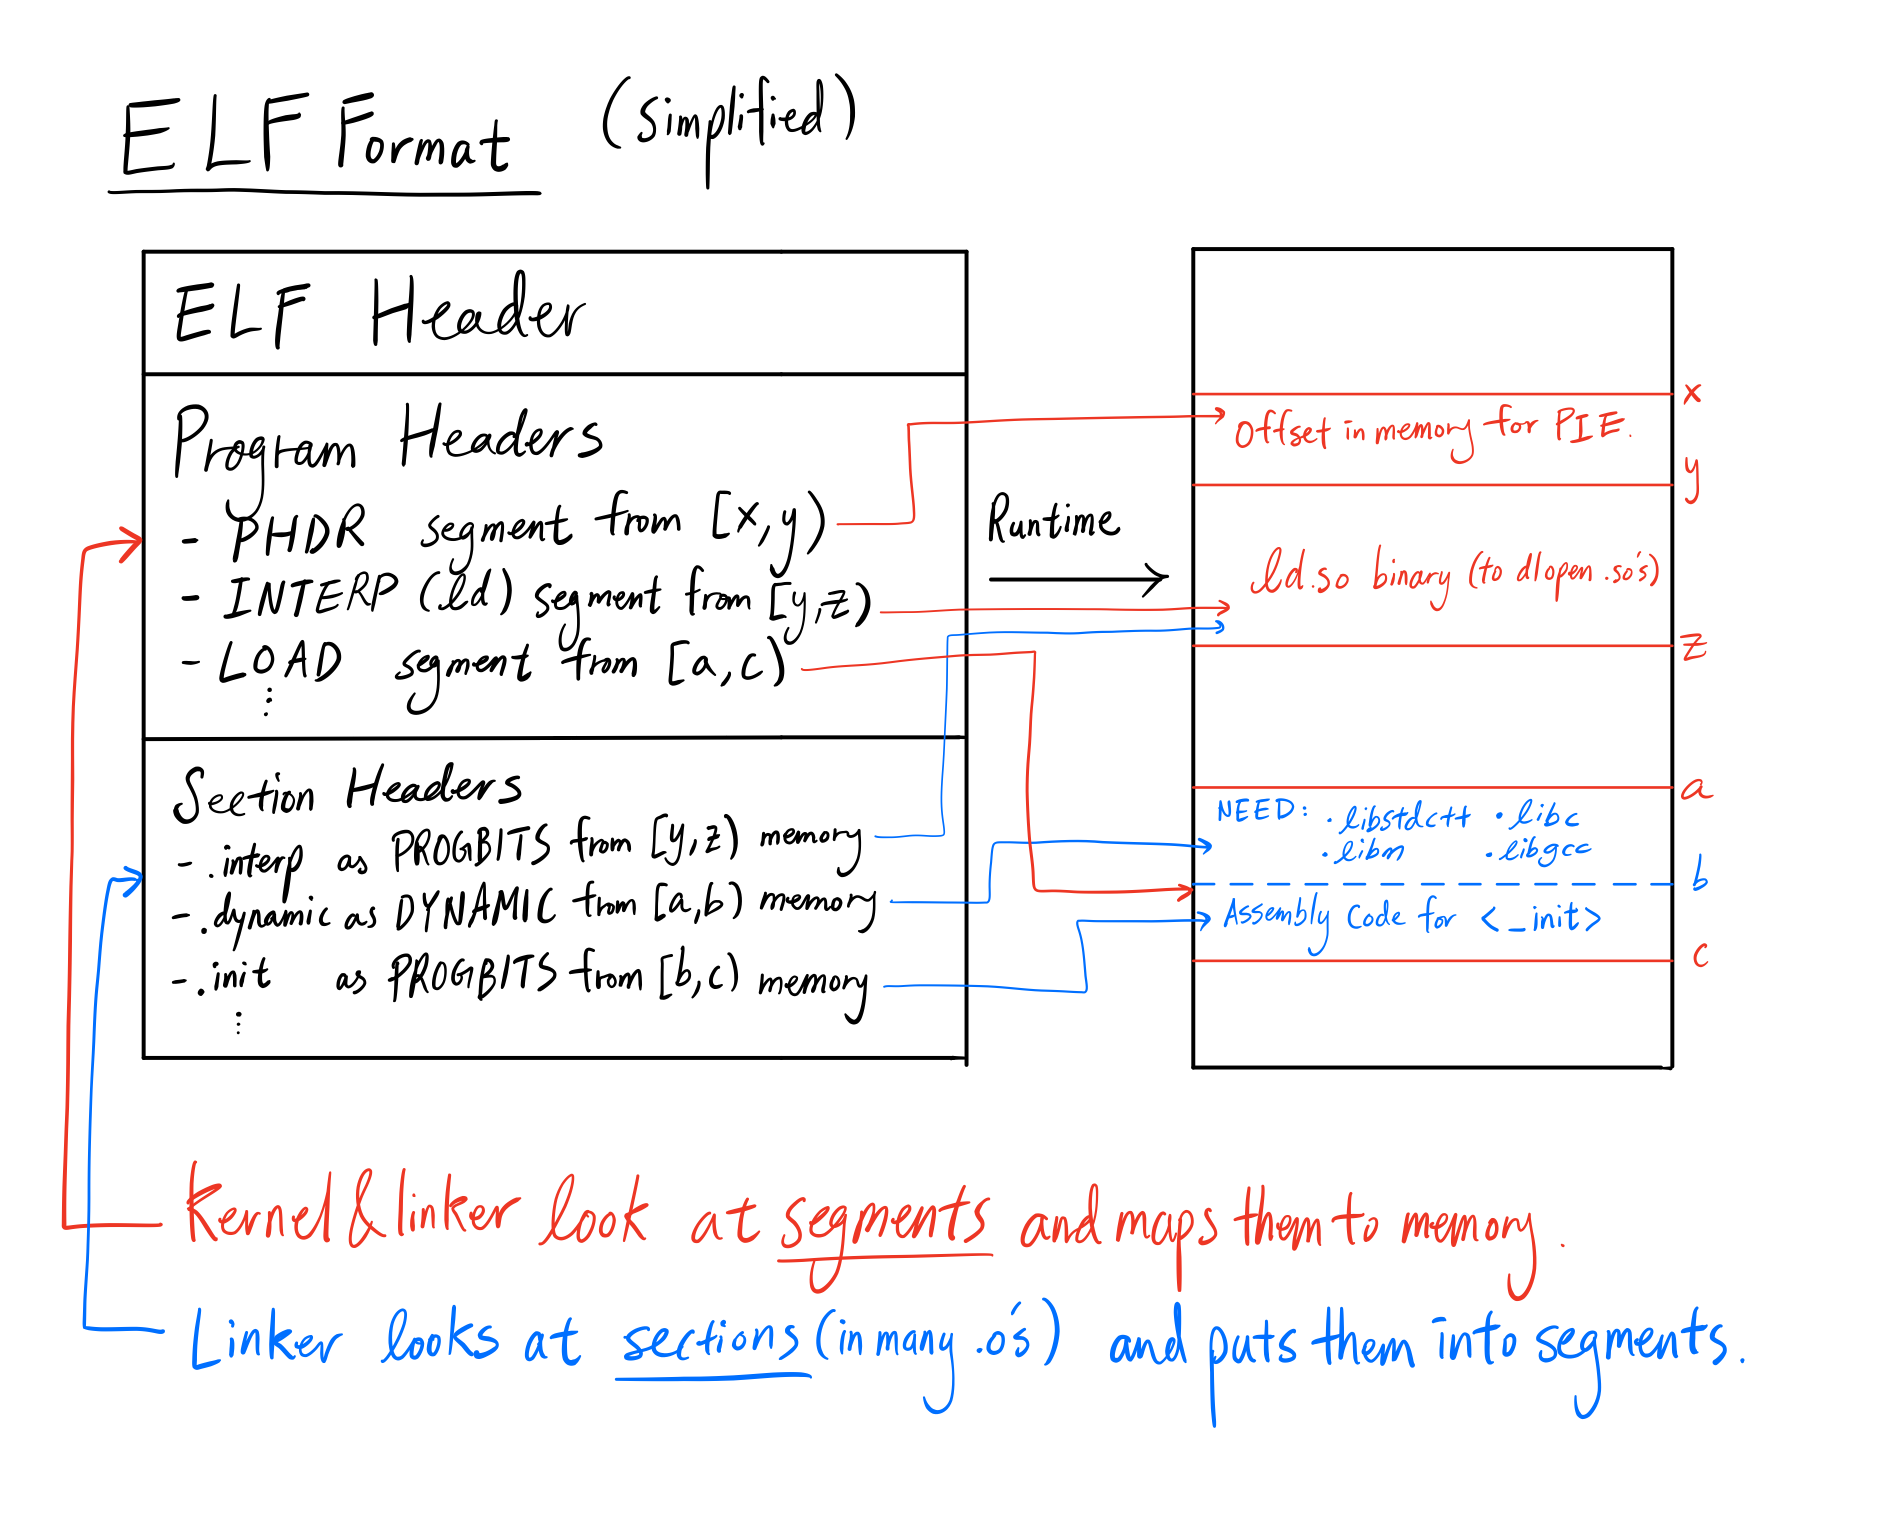 ELF Format (simplified)
ELF Header
Program Headers
- PHDR segment from [x,y)
- INTERP (ld) segment from [y,z)
- LOAD segment from [a,c)
⋮
Section Headers
- .interp as PROGBITS from [y,z) memory
- .dynamic as DYNAMIC from [a,b) memory
- .init as PROGBITS from [b,c) memory
⋮
Runtime
x
Offset in memory for PIE.
y
ld.so binary (to dlopen .so's)
z
a
NEED: · libstdc++ · libc
· libm · libgcc
b
Assembly Code for <_init>
c
Kernel & linker look at segments and maps them to memory.
Linker looks at sections (in many .o's) and puts them into segments.